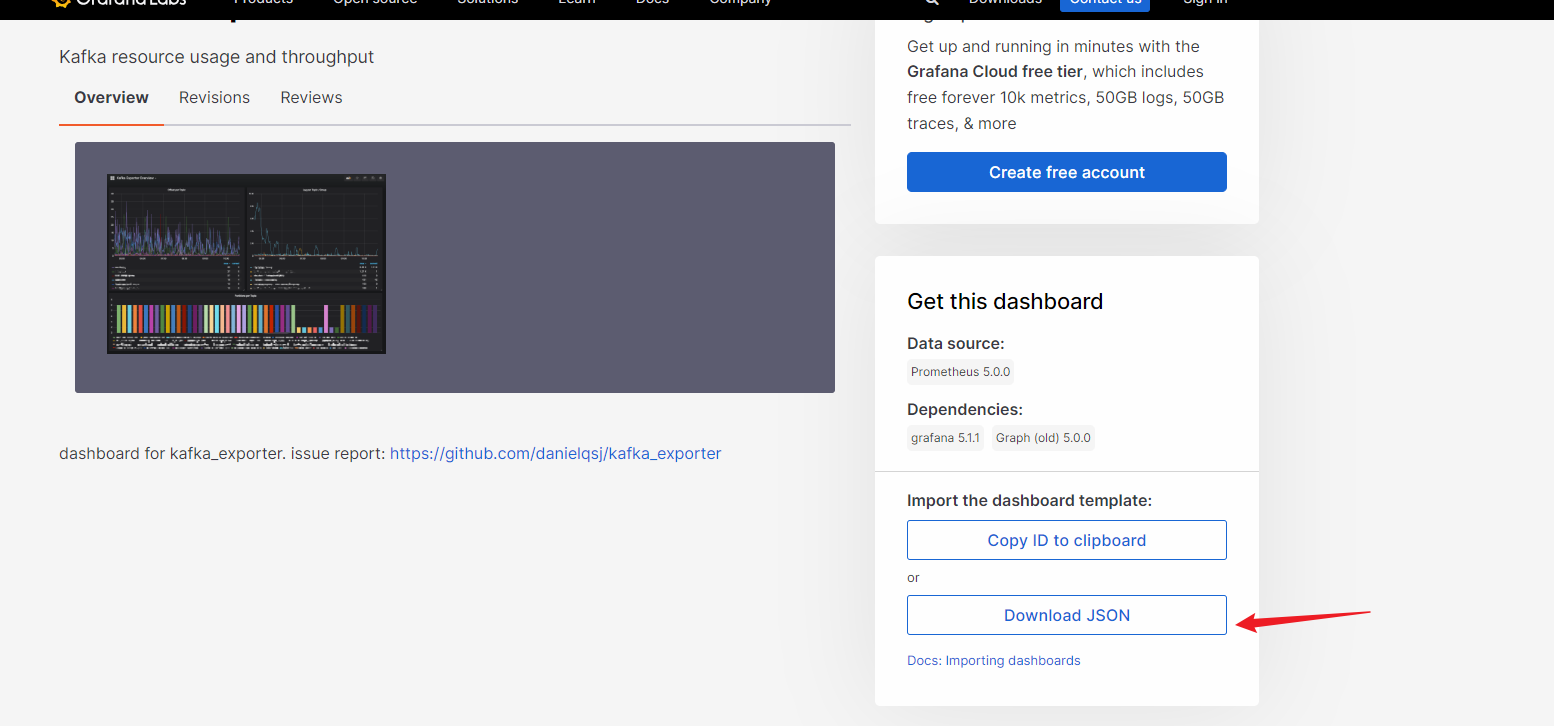 Grafana Labs
Products Open source Solutions Learn Docs Company Downloads Contact us Sign in
Kafka resource usage and throughput
Overview Revisions Reviews
Kafka Exporter Overview
dashboard for kafka_exporter. issue report: https://github.com/danielqsj/kafka_exporter
Get up and running in minutes with the
Grafana Cloud free tier, which includes
free forever 10k metrics, 50GB logs, 50GB
traces, & more
Create free account
Get this dashboard
Data source:
Prometheus 5.0.0
Dependencies:
grafana 5.1.1 Graph (old) 5.0.0
Import the dashboard template:
Copy ID to clipboard
or
Download JSON
Docs: Importing dashboards